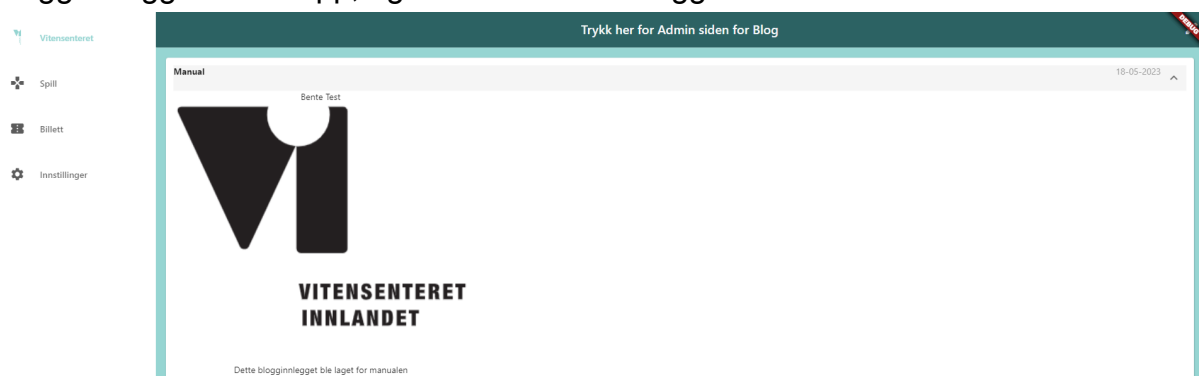 Vitensenteret
Trykk her for Admin siden for Blog
DEBUG
Spill
Billett
Innstillinger
Manual
18-05-2023
Bente Test
VITENSENTERET
INNLANDET
Dette blogginnlegget ble laget for manualen